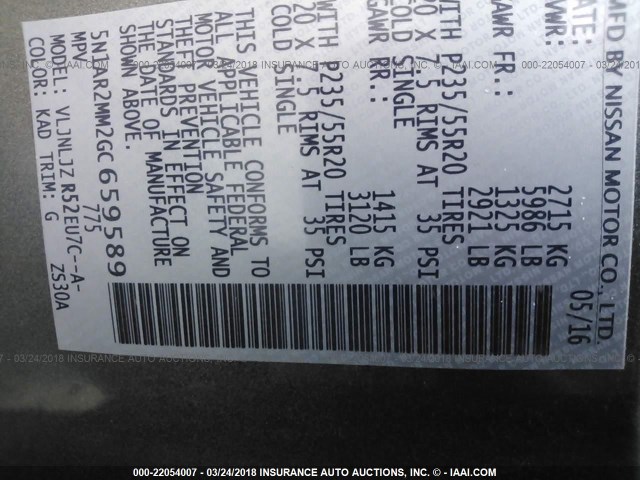 MFD BY NISSAN MOTOR CO., LTD.
DATE: 05/16
GVWR: 2715 KG
5986 LB
GAWR FR: 1325 KG
2921 LB
WITH P235/55R20 TIRES
20 X 7.5 RIMS AT 35 PSI
COLD SINGLE
GAWR RR: 1415 KG
3120 LB
WITH P235/55R20 TIRES
20 X 7.5 RIMS AT 35 PSI
COLD SINGLE
THIS VEHICLE CONFORMS TO
ALL APPLICABLE FEDERAL
MOTOR VEHICLE SAFETY AND
THEFT PREVENTION
STANDARDS IN EFFECT ON
THE DATE OF MANUFACTURE
SHOWN ABOVE.
5N1AR2MM2GC659589
MPV 775
MODEL: VLJNLJZ R52EU7C--A-
COLOR: KAD TRIM: G ZS30A
000-22054007 - 03/24/2018 INSURANCE AUTO AUCTIONS, INC. - © - IAAI.COM